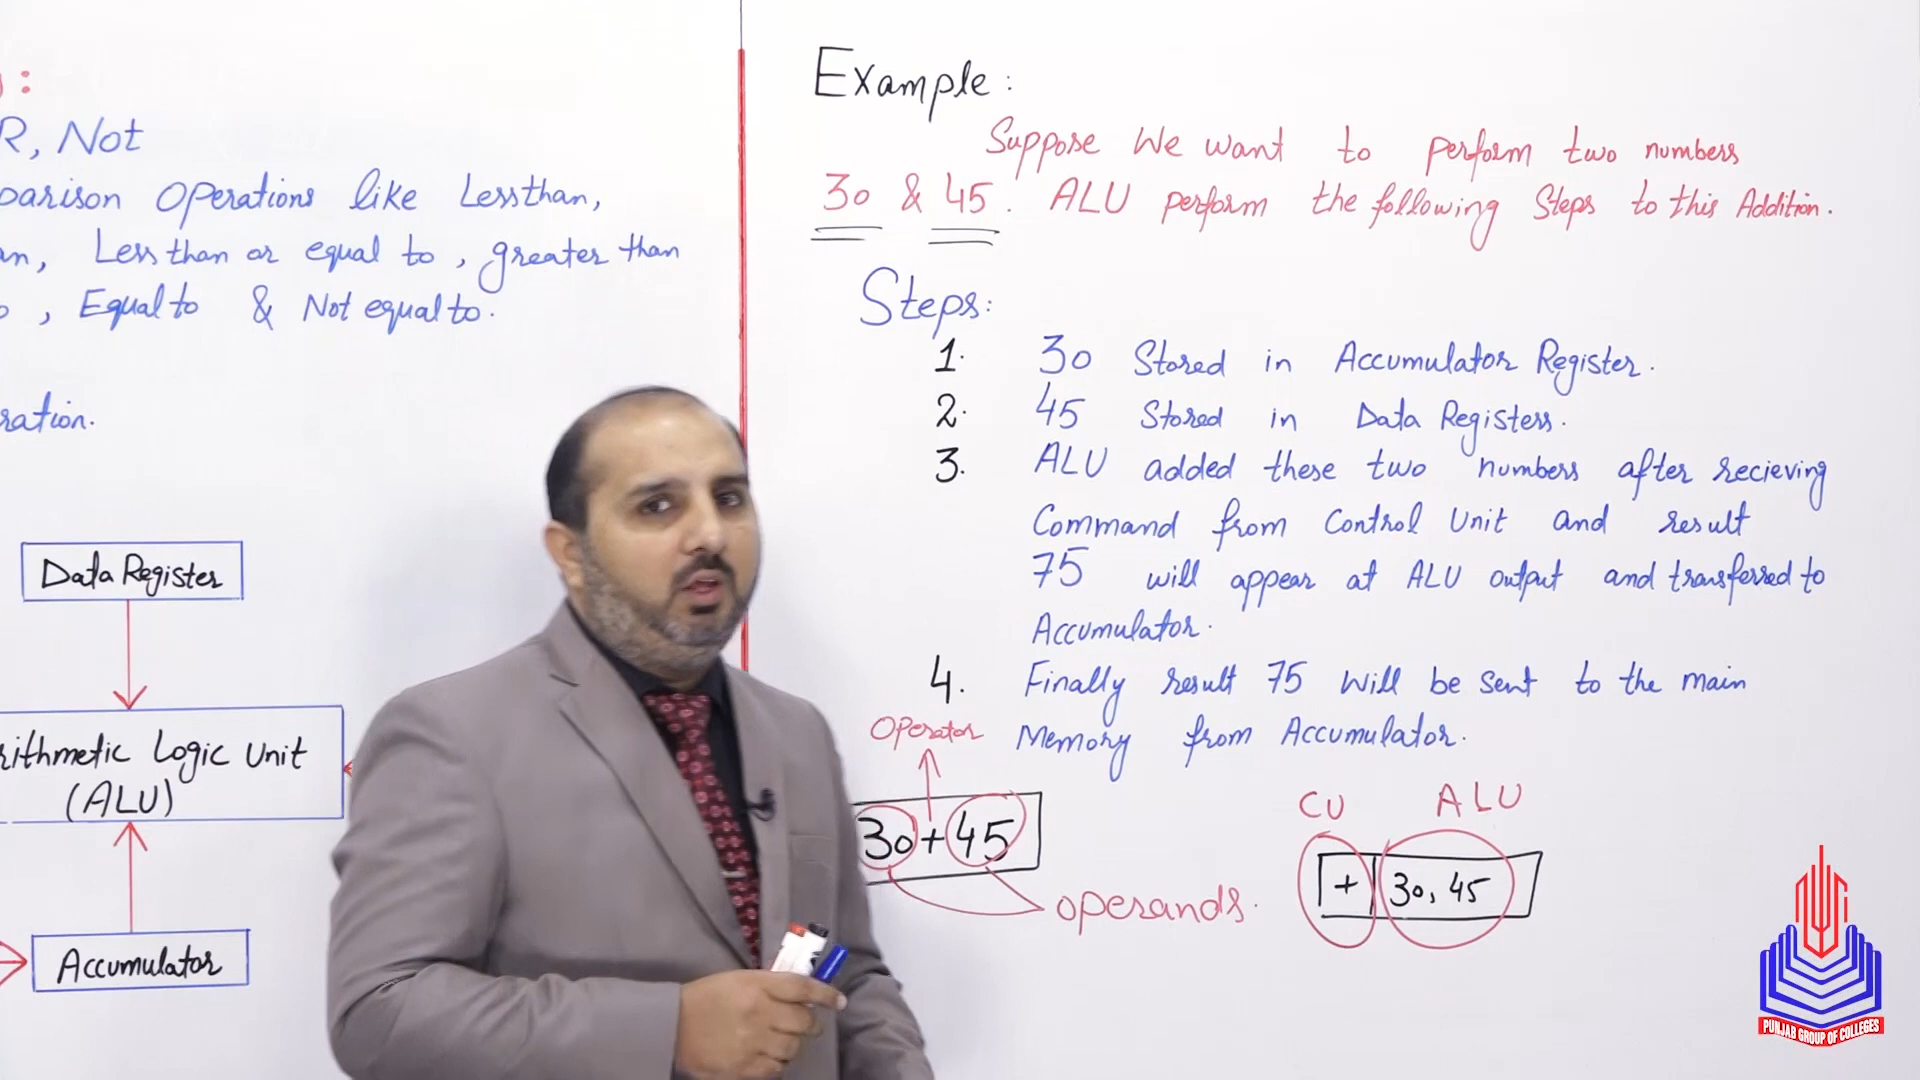 :
R, Not
parison Operations like Lessthan,
an, Less than or equal to, greater than
o, Equal to & Not equal to.
ration.
Data Register
rithmetic Logic Unit
(ALU)
Accumulator
Example:
Suppose We want to perform two numbers
30 & 45. ALU perform the following Steps to this Addition.
Steps:
1. 30 Stored in Accumulator Register.
2. 45 Stored in Data Registers.
3. ALU added these two numbers after recieving
Command from Control Unit and result
75 will appear at ALU output and transferred to
Accumulator.
4. Finally result 75 will be sent to the main
Memory from Accumulator.
Operator
30+45
operands.
CU ALU
+ 30, 45
PUNJAB GROUP OF COLLEGES